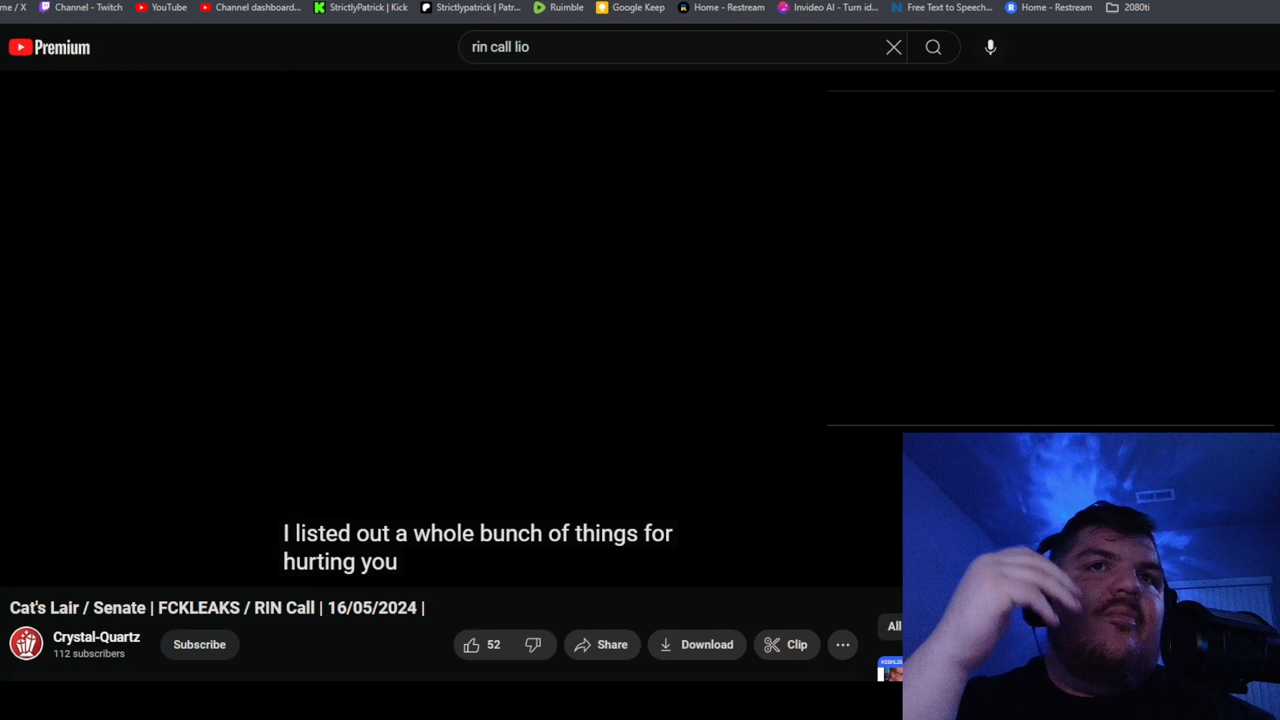 me / X
Channel - Twitch
YouTube
Channel dashboard...
StrictlyPatrick | Kick
Strictlypatrick | Patr...
Rumble
Google Keep
Home - Restream
Invideo AI - Turn id...
Free Text to Speech...
Home - Restream
2080ti
Premium
rin call lio
I listed out a whole bunch of things for
hurting you
Cat's Lair / Senate | FCKLEAKS / RIN Call | 16/05/2024 |
Crystal-Quartz
112 subscribers
Subscribe
52
Share
Download
Clip
All